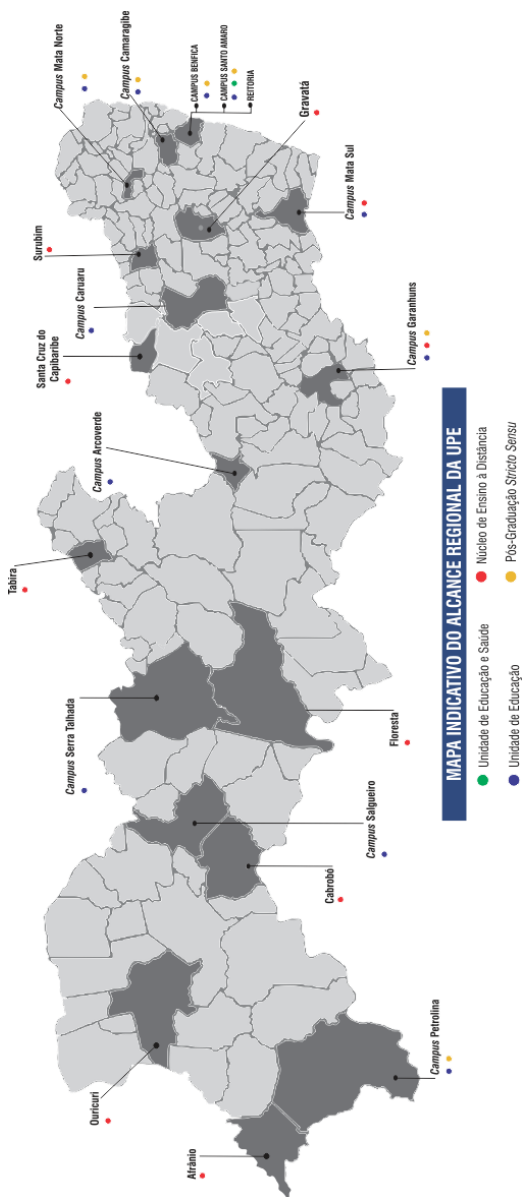 Afrânio
Ouricuri
Campus Petrolina
Cabrobó
Campus Salgueiro
Campus Serra Talhada
Floresta
Tabira
Campus Arcoverde
Santa Cruz do
Capibaribe
Campus Caruaru
Surubim
Campus Garanhuns
Campus Mata Norte
Campus Camaragibe
CAMPUS BENFICA
CAMPUS SANTO AMARO
REITORIA
Gravatá
Campus Mata Sul
MAPA INDICATIVO DO ALCANCE REGIONAL DA UPE
Unidade de Educação e Saúde
Núcleo de Ensino à Distância
Unidade de Educação
Pós-Graduação Stricto Sensu